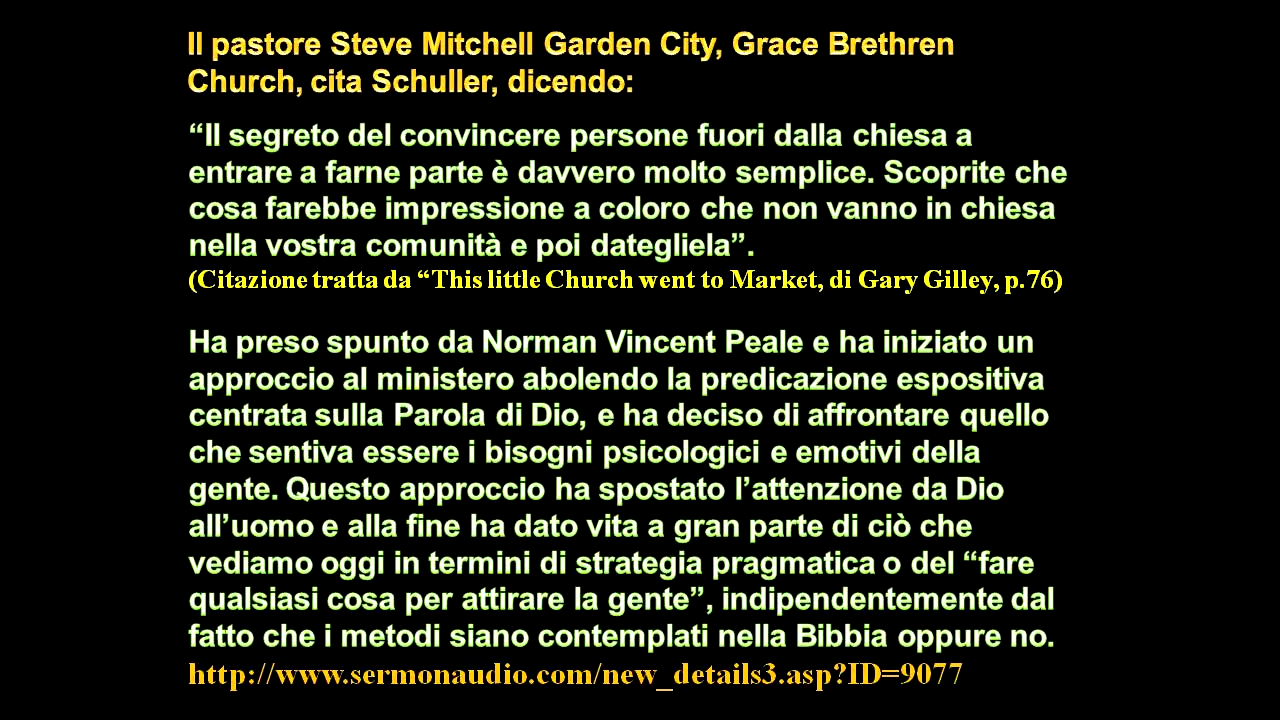 Il pastore Steve Mitchell Garden City, Grace Brethren
Church, cita Schuller, dicendo:
“Il segreto del convincere persone fuori dalla chiesa a
entrare a farne parte è davvero molto semplice. Scoprite che
cosa farebbe impressione a coloro che non vanno in chiesa
nella vostra comunità e poi dategliela”.
(Citazione tratta da “This little Church went to Market, di Gary Gilley, p.76)
Ha preso spunto da Norman Vincent Peale e ha iniziato un
approccio al ministero abolendo la predicazione espositiva
centrata sulla Parola di Dio, e ha deciso di affrontare quello
che sentiva essere i bisogni psicologici e emotivi della
gente. Questo approccio ha spostato l’attenzione da Dio
all’uomo e alla fine ha dato vita a gran parte di ciò che
vediamo oggi in termini di strategia pragmatica o del “fare
qualsiasi cosa per attirare la gente”, indipendentemente dal
fatto che i metodi siano contemplati nella Bibbia oppure no.
http://www.sermonaudio.com/new_details3.asp?ID=9077